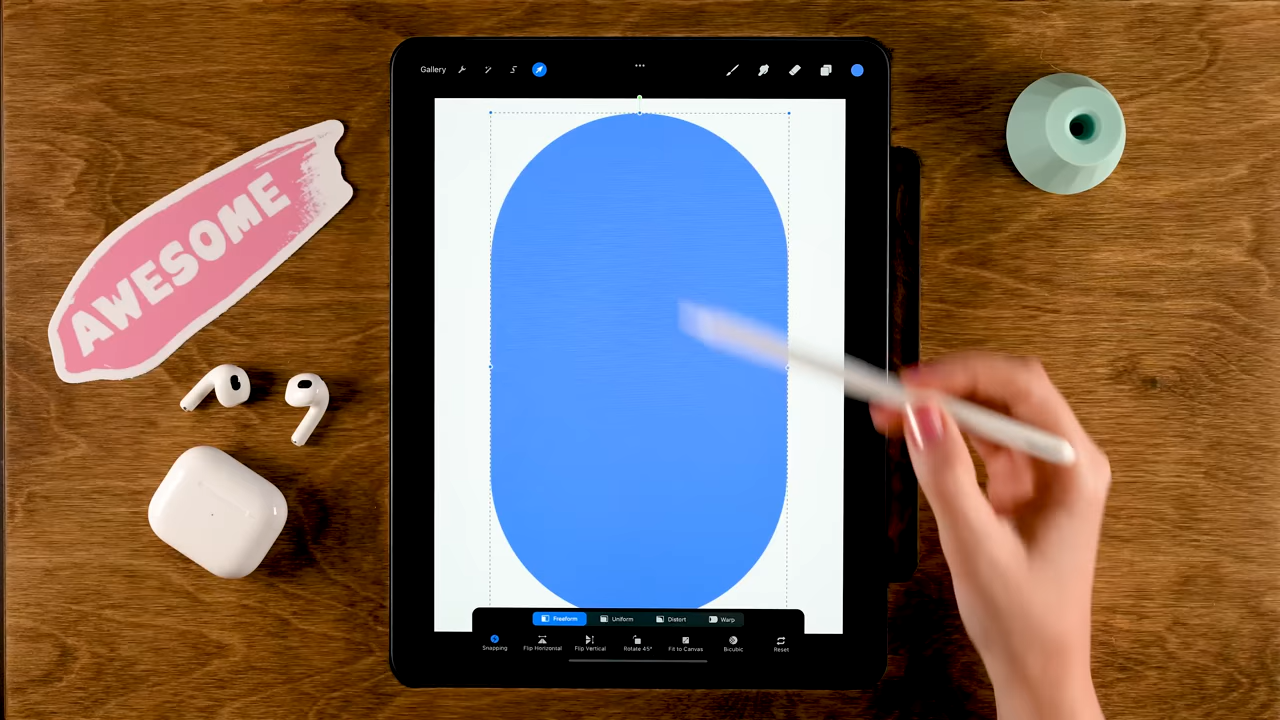 Gallery
AWESOME
Freeform Uniform Distort Warp
Snapping Flip Horizontal Flip Vertical Rotate 45° Fit to Canvas Bicubic Reset